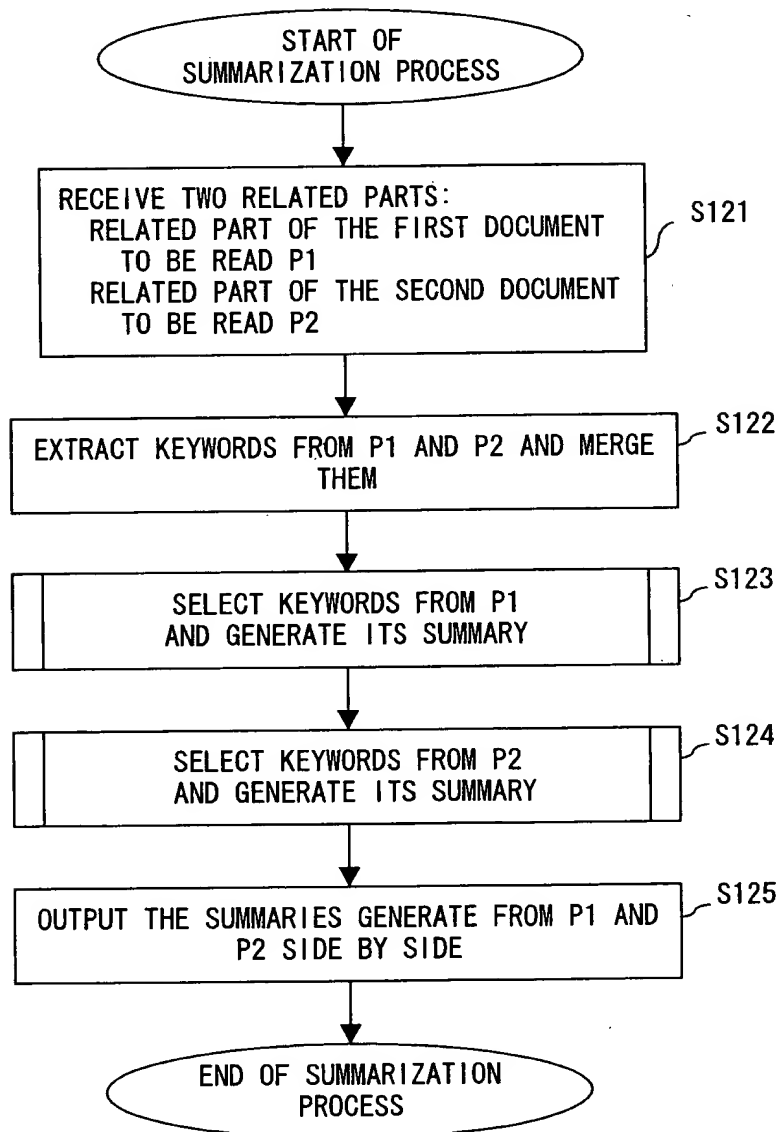 START OF
SUMMARIZATION PROCESS
RECEIVE TWO RELATED PARTS:
RELATED PART OF THE FIRST DOCUMENT
TO BE READ P1
RELATED PART OF THE SECOND DOCUMENT
TO BE READ P2
S121
EXTRACT KEYWORDS FROM P1 AND P2 AND MERGE
THEM
S122
SELECT KEYWORDS FROM P1
AND GENERATE ITS SUMMARY
S123
SELECT KEYWORDS FROM P2
AND GENERATE ITS SUMMARY
S124
OUTPUT THE SUMMARIES GENERATE FROM P1 AND
P2 SIDE BY SIDE
S125
END OF SUMMARIZATION
PROCESS